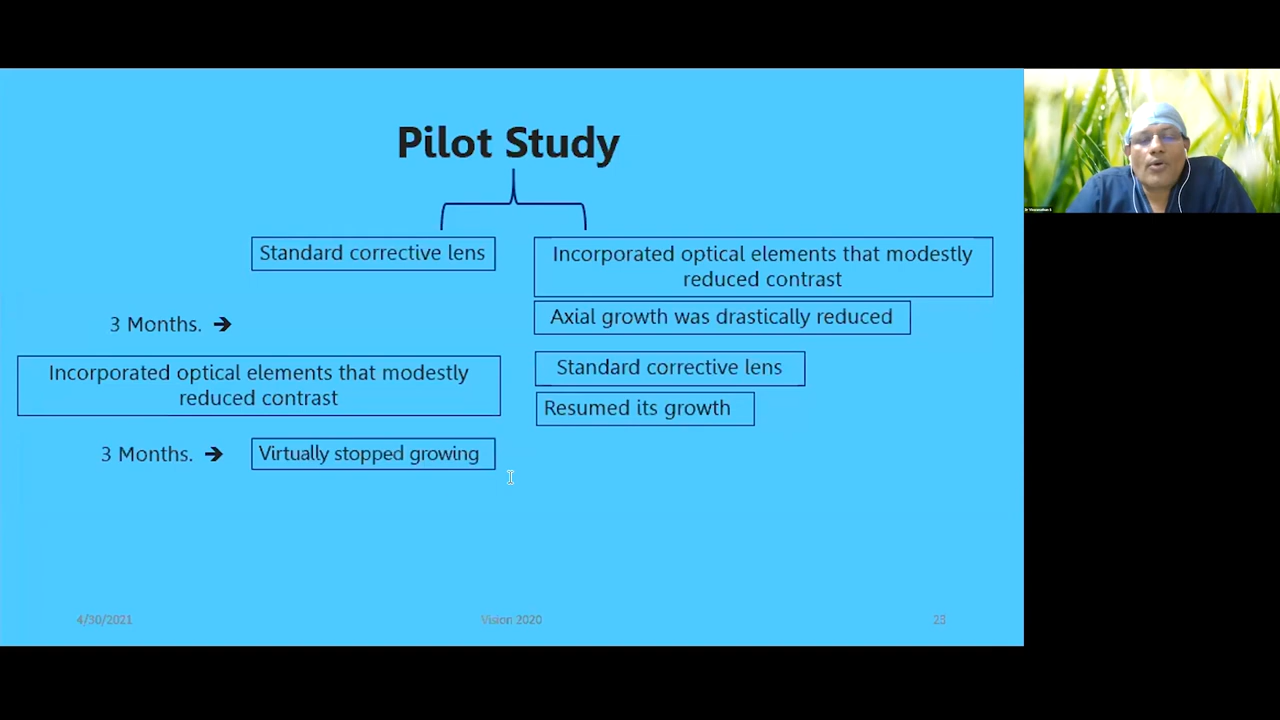 Pilot Study
Standard corrective lens
Incorporated optical elements that modestly
reduced contrast
3 Months. →
Axial growth was drastically reduced
Incorporated optical elements that modestly
reduced contrast
Standard corrective lens
Resumed its growth
3 Months. →
Virtually stopped growing
4/30/2021
Vision 2020